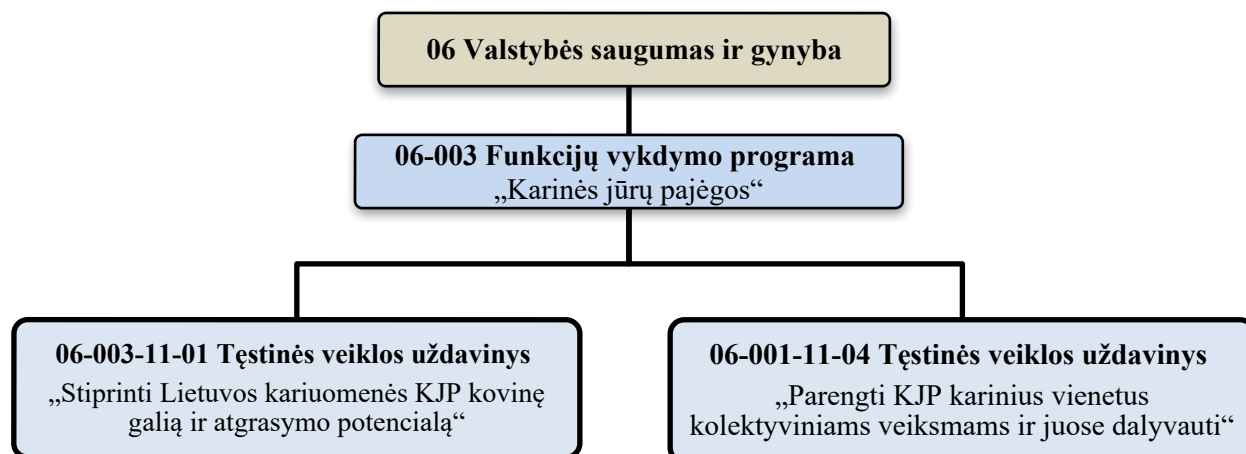 06 Valstybės saugumas ir gynyba
06-003 Funkcijų vykdymo programa
„Karinės jūrų pajėgos“
06-003-11-01 Tęstinės veiklos uždavinys
„Stiprinti Lietuvos kariuomenės KJP kovinę
galią ir atgrasymo potencialą“
06-001-11-04 Tęstinės veiklos uždavinys
„Parengti KJP karinius vienetus
kolektyviniams veiksmams ir juose dalyvauti“